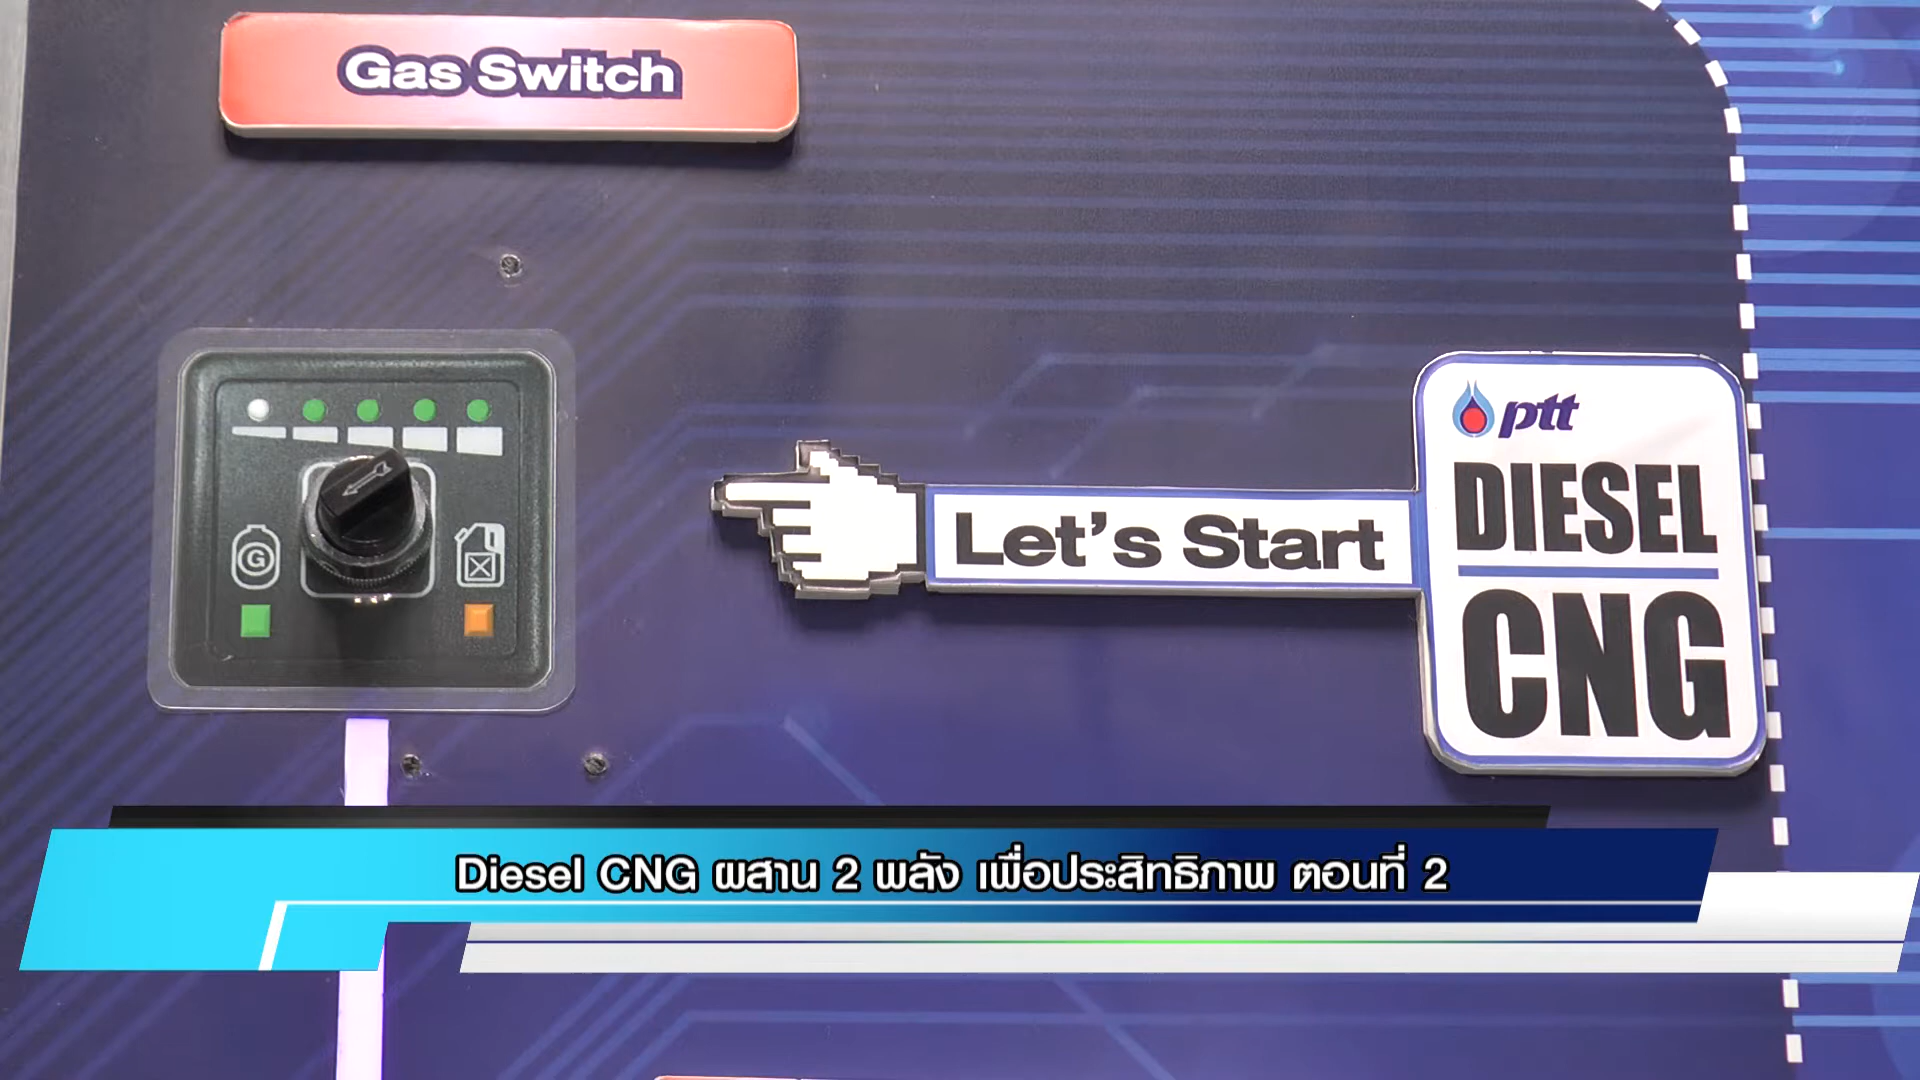 Gas Switch
G
Let's Start
ptt
DIESEL
CNG
Diesel CNG ผสาน 2 พลัง เพื่อประสิทธิภาพ ตอนที่ 2